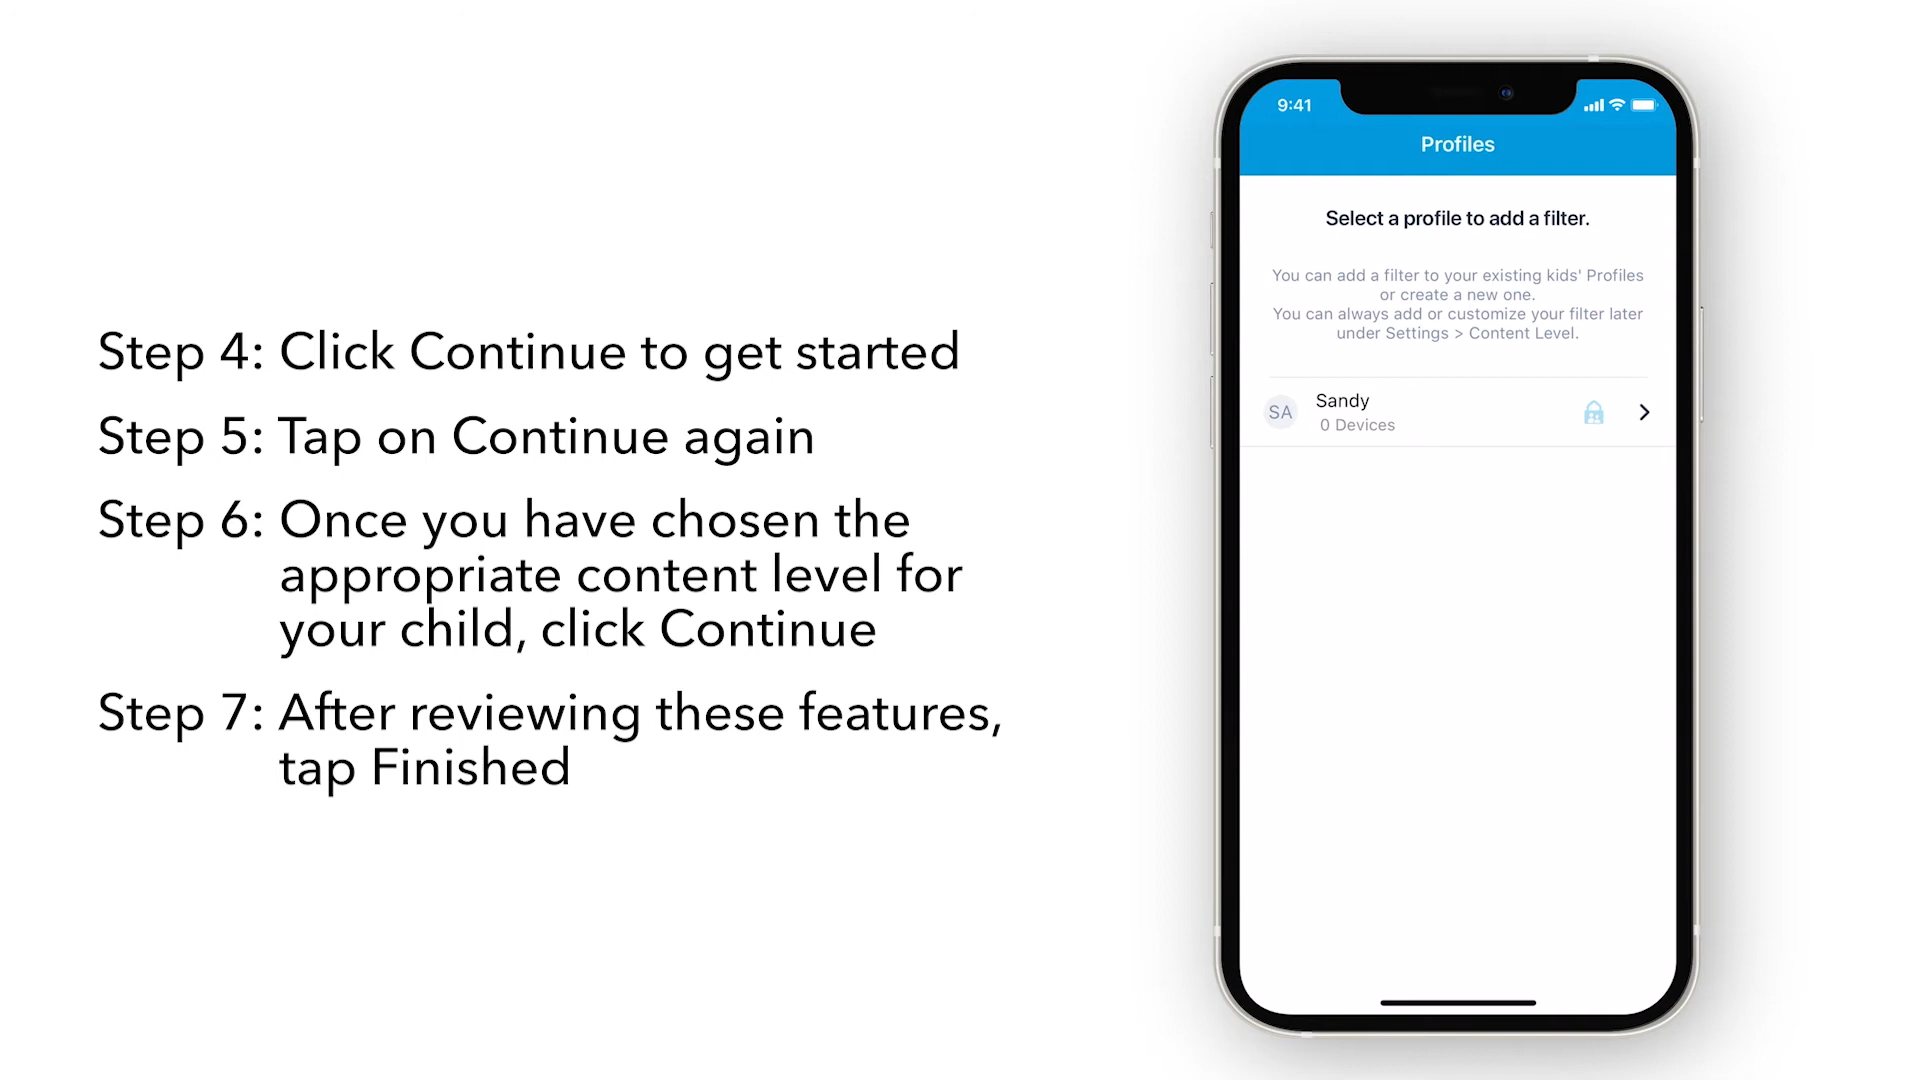 Step 4: Click Continue to get started
Step 5: Tap on Continue again
Step 6: Once you have chosen the
appropriate content level for
your child, click Continue
Step 7: After reviewing these features,
tap Finished
9:41
Profiles
Select a profile to add a filter.
You can add a filter to your existing kids' Profiles
or create a new one.
You can always add or customize your filter later
under Settings > Content Level.
SA
Sandy
0 Devices